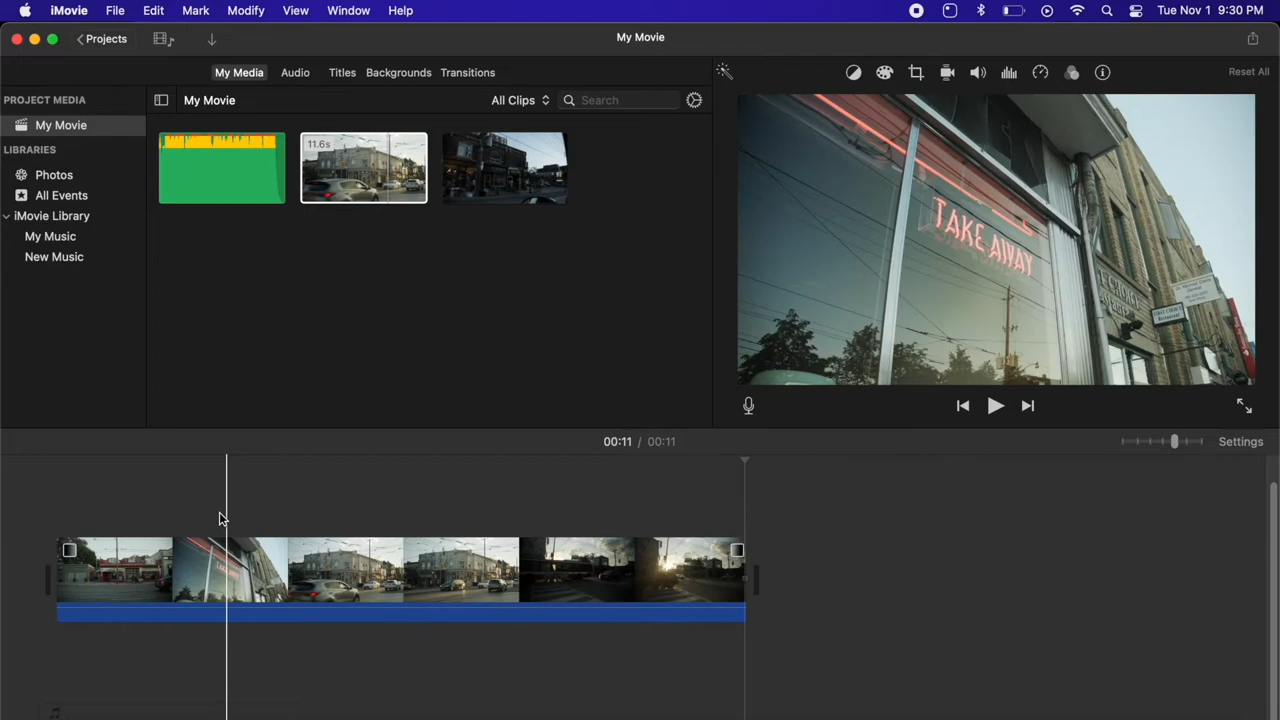 iMovie File Edit Mark Modify View Window Help Tue Nov 1 9:30 PM
Projects My Movie
My Media Audio Titles Backgrounds Transitions Reset All
PROJECT MEDIA My Movie All Clips Search
My Movie
LIBRARIES
Photos
All Events
iMovie Library
My Music
New Music
11.6s
TAKE AWAY
00:11 / 00:11 Settings